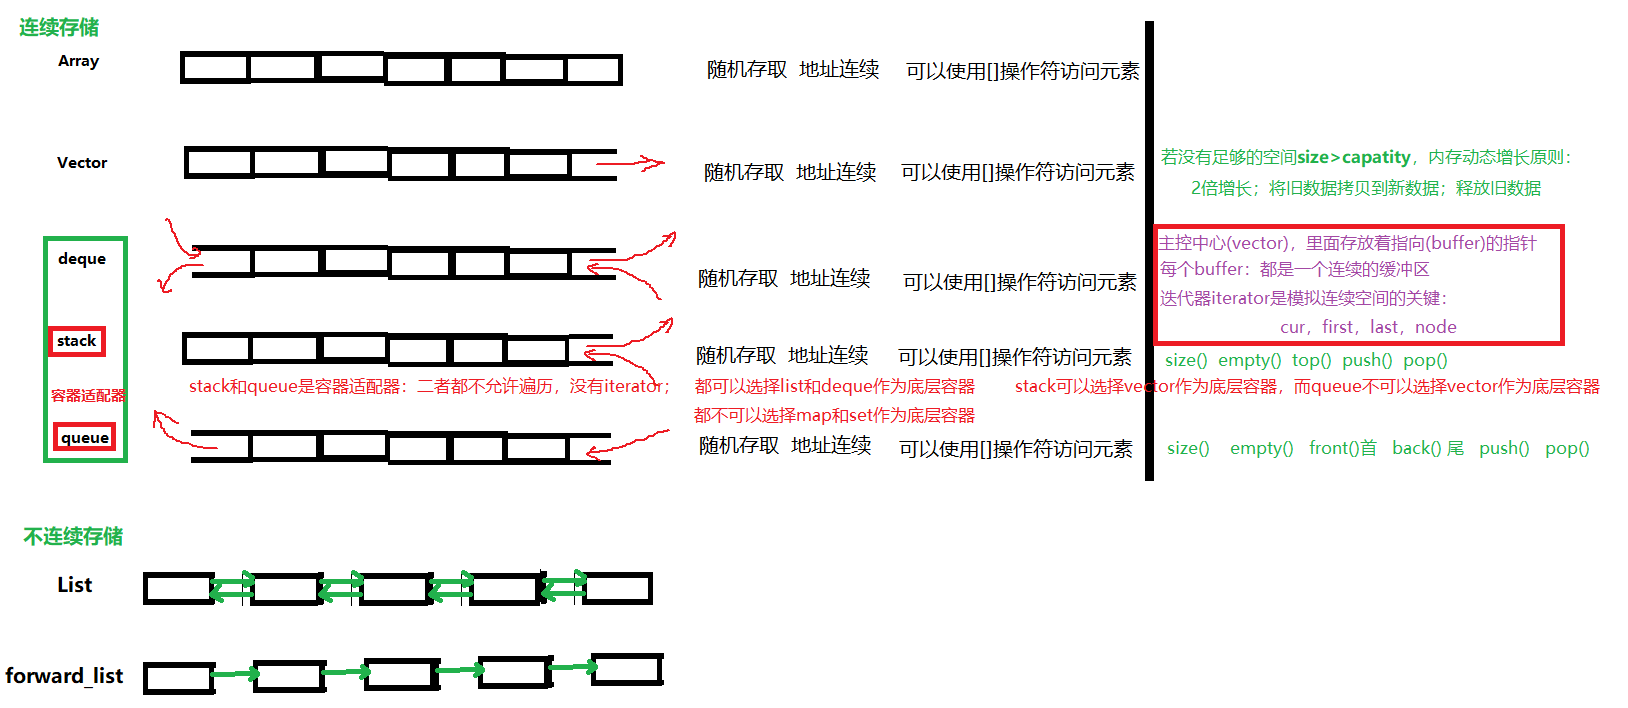 连续存储
Array 随机存取 地址连续 可以使用[]操作符访问元素
Vector 随机存取 地址连续 可以使用[]操作符访问元素
若没有足够的空间size>capatity，内存动态增长原则：
2倍增长；将旧数据拷贝到新数据；释放旧数据
deque 随机存取 地址连续 可以使用[]操作符访问元素
主控中心(vector)，里面存放着指向(buffer)的指针
每个buffer：都是一个连续的缓冲区
迭代器iterator是模拟连续空间的关键：
cur，first，last，node
stack 随机存取 地址连续 可以使用[]操作符访问元素 size() empty() top() push() pop()
容器适配器 stack和queue是容器适配器：二者都不允许遍历，没有iterator； 都可以选择list和deque作为底层容器 stack可以选择vector作为底层容器，而queue不可以选择vector作为底层容器
都不可以选择map和set作为底层容器
queue 随机存取 地址连续 可以使用[]操作符访问元素 size() empty() front()首 back() 尾 push() pop()
不连续存储
List
forward_list